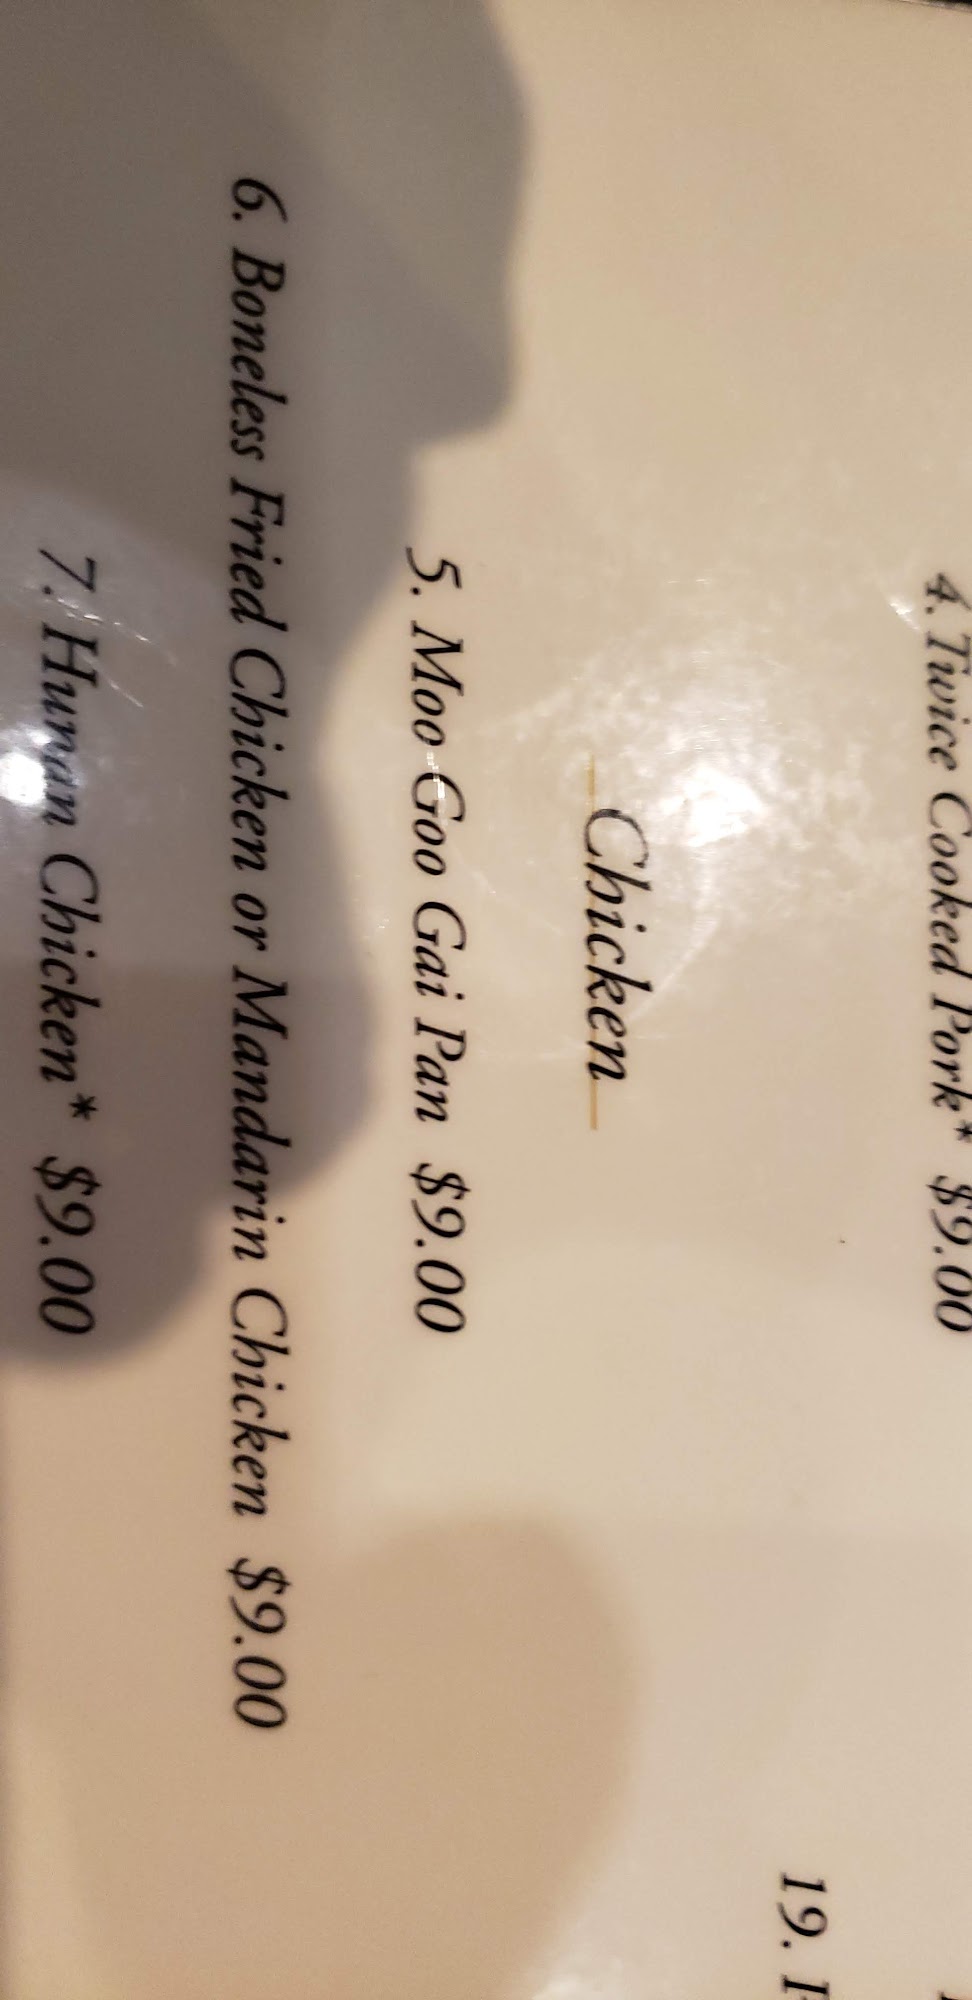 4. Twice Cooked Pork* $9.00
Chicken
5. Moo Goo Gai Pan $9.00
6. Boneless Fried Chicken or Mandarin Chicken $9.00
7. Hunan Chicken* $9.00
19.